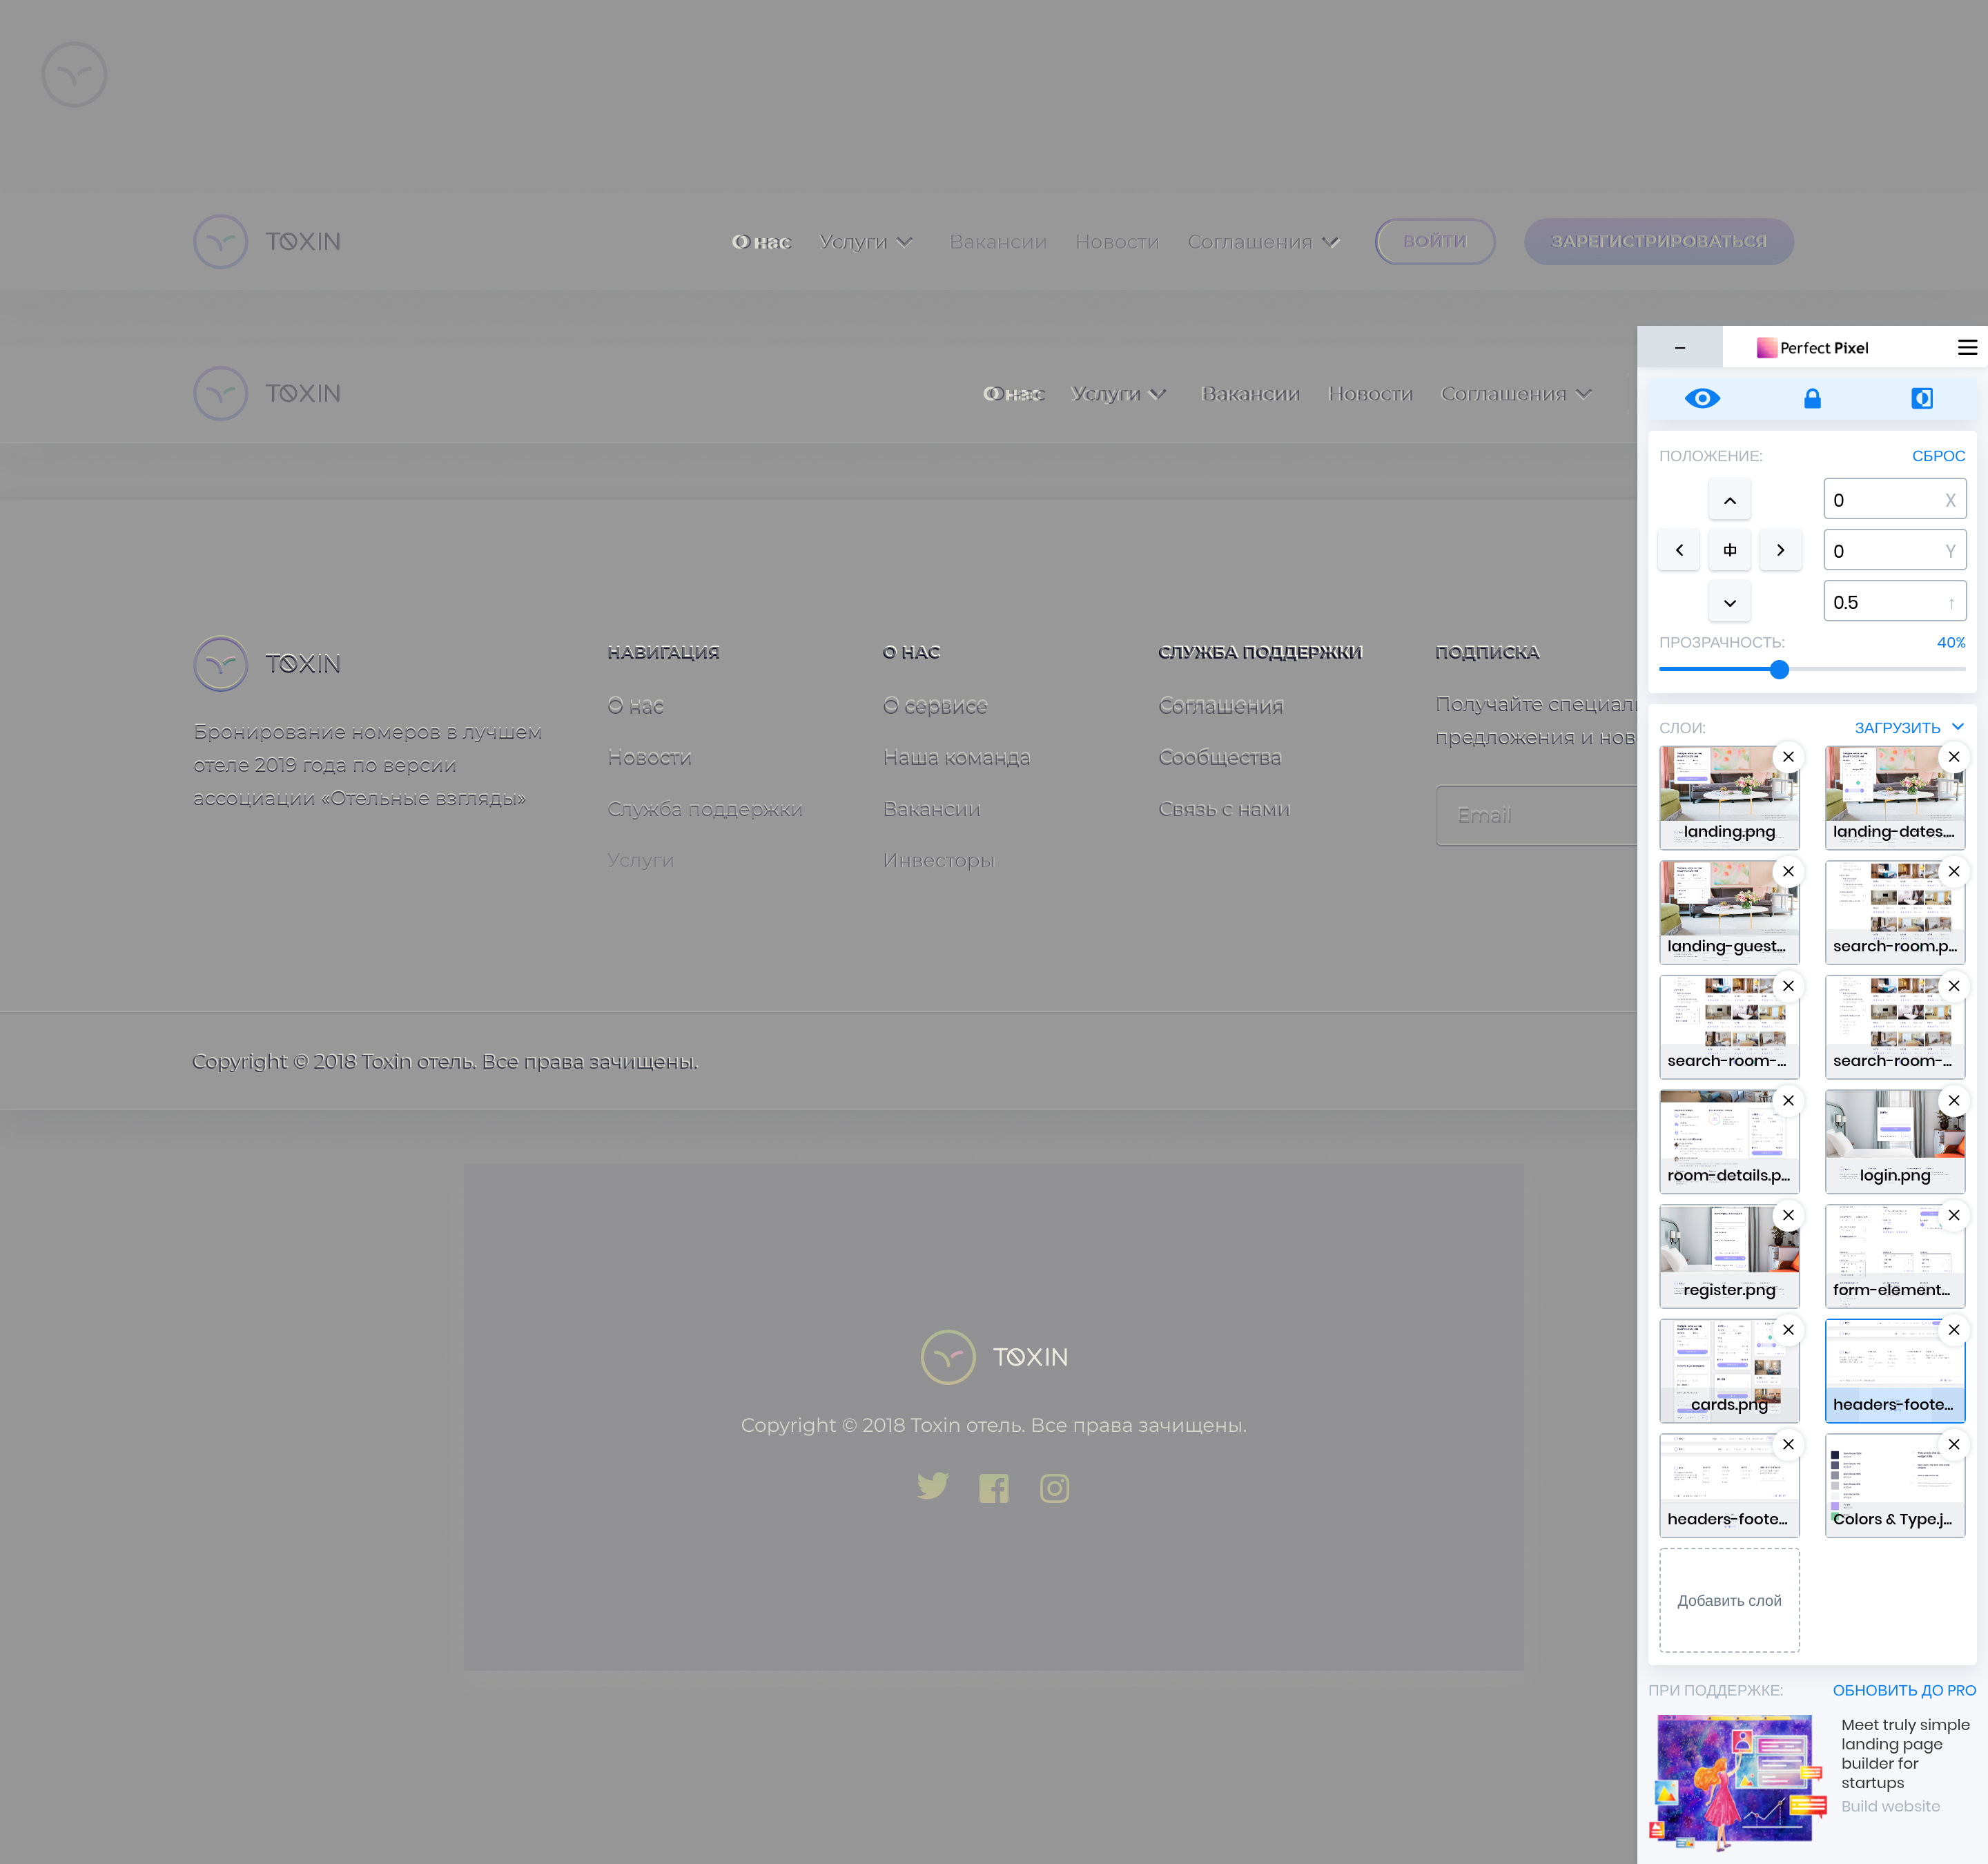 TOXIN
О нас Услуги Вакансии Новости Соглашения ВОЙТИ ЗАРЕГИСТРИРОВАТЬСЯ
TOXIN
О нас Услуги Вакансии Новости Соглашения
TOXIN
Бронирование номеров в лучшем
отеле 2019 года по версии
ассоциации «Отельные взгляды»
НАВИГАЦИЯ
О нас
Новости
Служба поддержки
Услуги
О НАС
О сервисе
Наша команда
Вакансии
Инвесторы
СЛУЖБА ПОДДЕРЖКИ
Соглашения
Сообщества
Связь с нами
ПОДПИСКА
Получайте
предложения и
Email
Copyright © 2018 Toxin отель. Все права зачищены.
TOXIN
Copyright © 2018 Toxin отель. Все права зачищены.
Perfect Pixel
ПОЛОЖЕНИЕ: СБРОС
0 X
0 Y
0.5 ↑
ПРОЗРАЧНОСТЬ: 40%
СЛОИ: ЗАГРУЗИТЬ
landing.png landing-dates....
landing-guest... search-room.p...
search-room-... search-room-...
room-details.p... login.png
register.png form-element...
cards.png headers-foote...
headers-foote... Colors & Type.j...
Добавить слой
ПРИ ПОДДЕРЖКЕ: ОБНОВИТЬ ДО PRO
Meet truly simple
landing page
builder for
startups
Build website